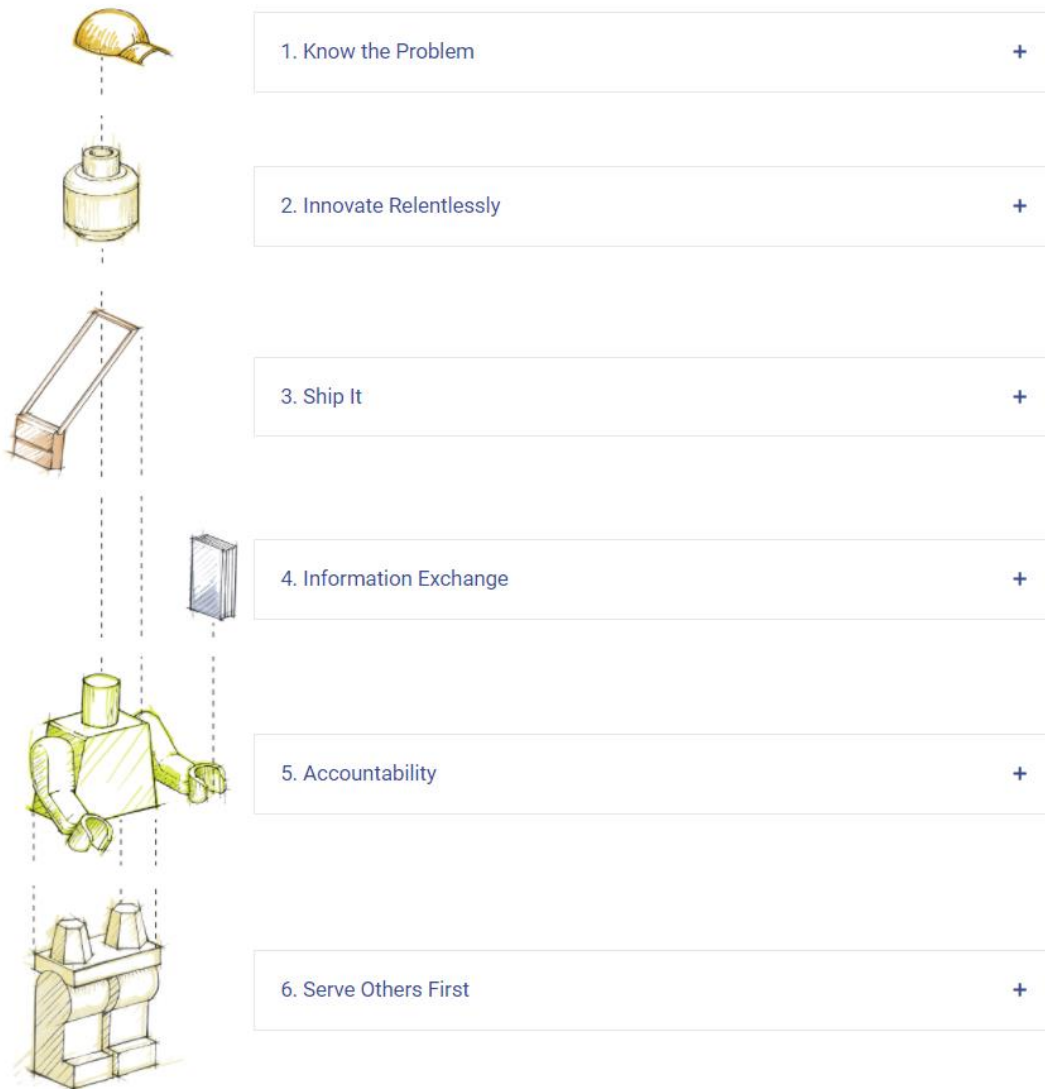 1. Know the Problem +
2. Innovate Relentlessly +
3. Ship It +
4. Information Exchange +
5. Accountability +
6. Serve Others First +